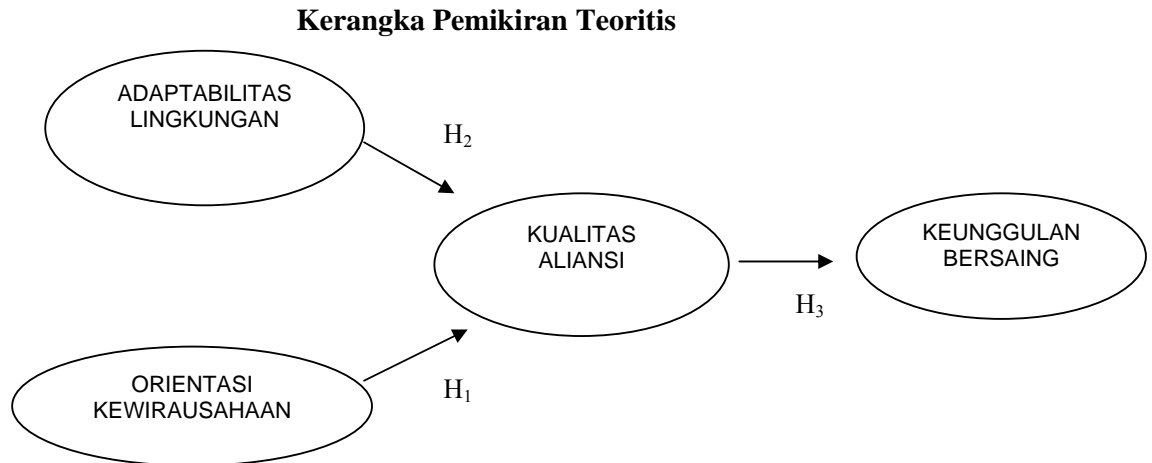 Kerangka Pemikiran Teoritis
ADAPTABILITAS
LINGKUNGAN
H₂
KUALITAS
ALIANSI
KEUNGGULAN
BERSAING
H₃
ORIENTASI
KEWIRAUSAHAAN
H₁